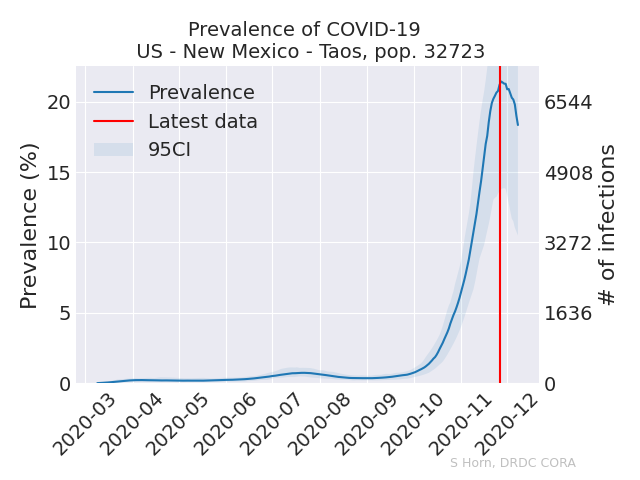 Prevalence of COVID-19
US - New Mexico - Taos, pop. 32723
Prevalence
Latest data
95CI
Prevalence (%)
20
15
10
5
0
6544
4908
3272
1636
0
# of infections
2020-03
2020-04
2020-05
2020-06
2020-07
2020-08
2020-09
2020-10
2020-11
2020-12
S Horn, DRDC CORA